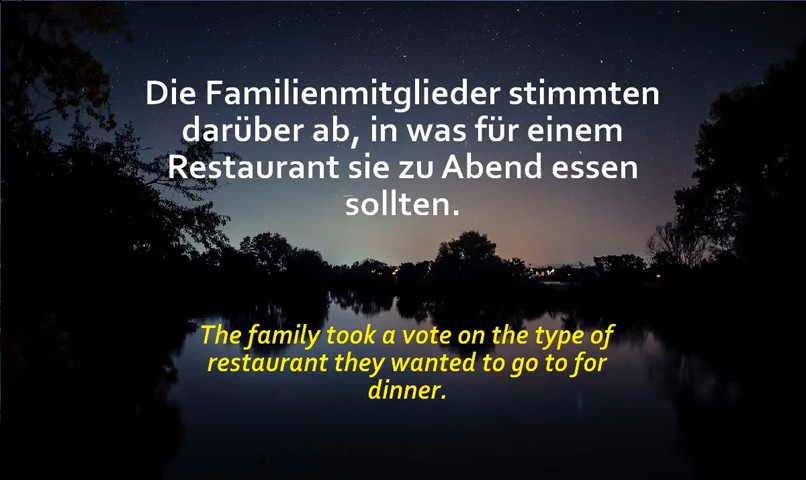 Die Familienmitglieder stimmten
darüber ab, in was für einem
Restaurant sie zu Abend essen
sollten.
The family took a vote on the type of
restaurant they wanted to go to for
dinner.